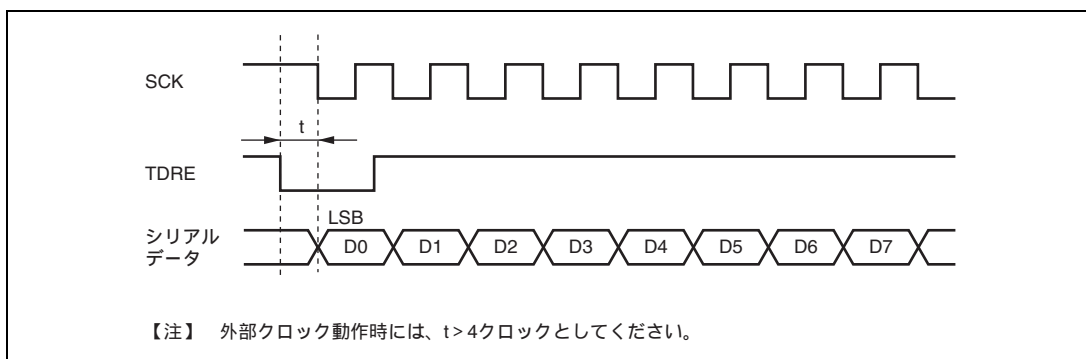 SCK
t
TDRE
LSB
シリアル
データ
D0 D1 D2 D3 D4 D5 D6 D7
【注】 外部クロック動作時には、t>4クロックとしてください。